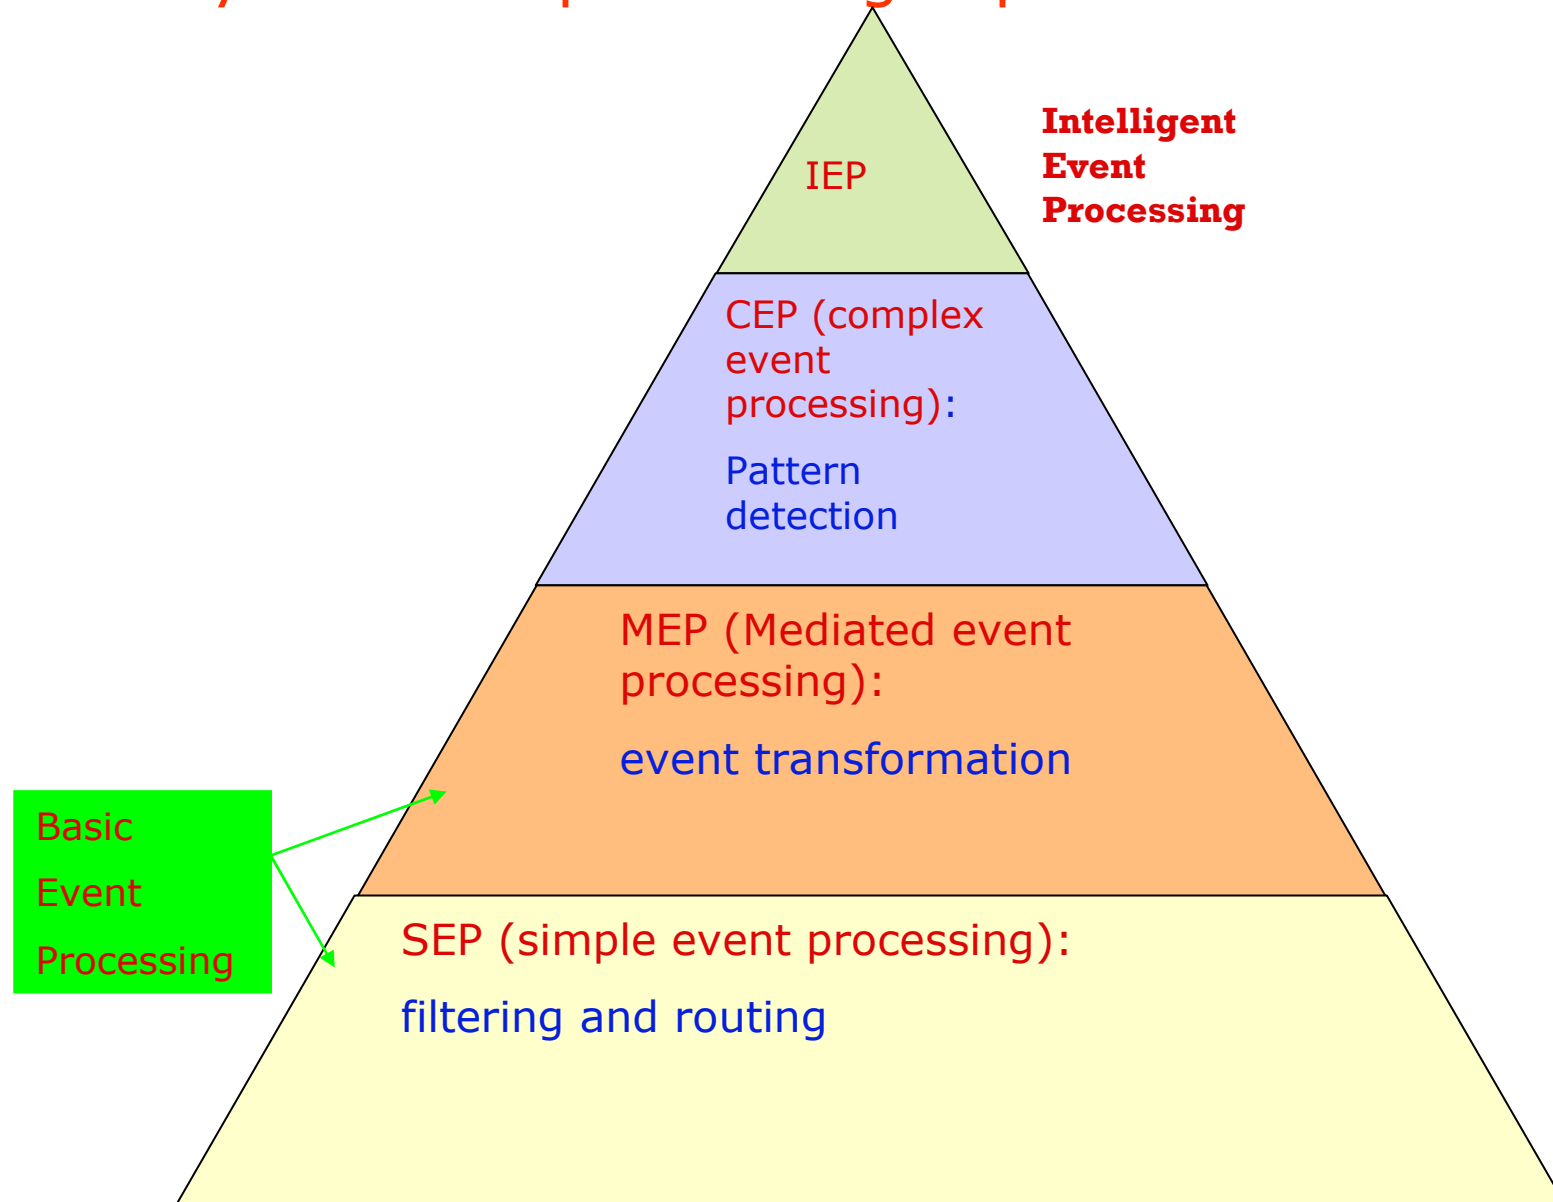 Intelligent
Event
Processing
IEP
CEP (complex
event
processing):
Pattern
detection
MEP (Mediated event
processing):
event transformation
Basic
Event
Processing
SEP (simple event processing):
filtering and routing